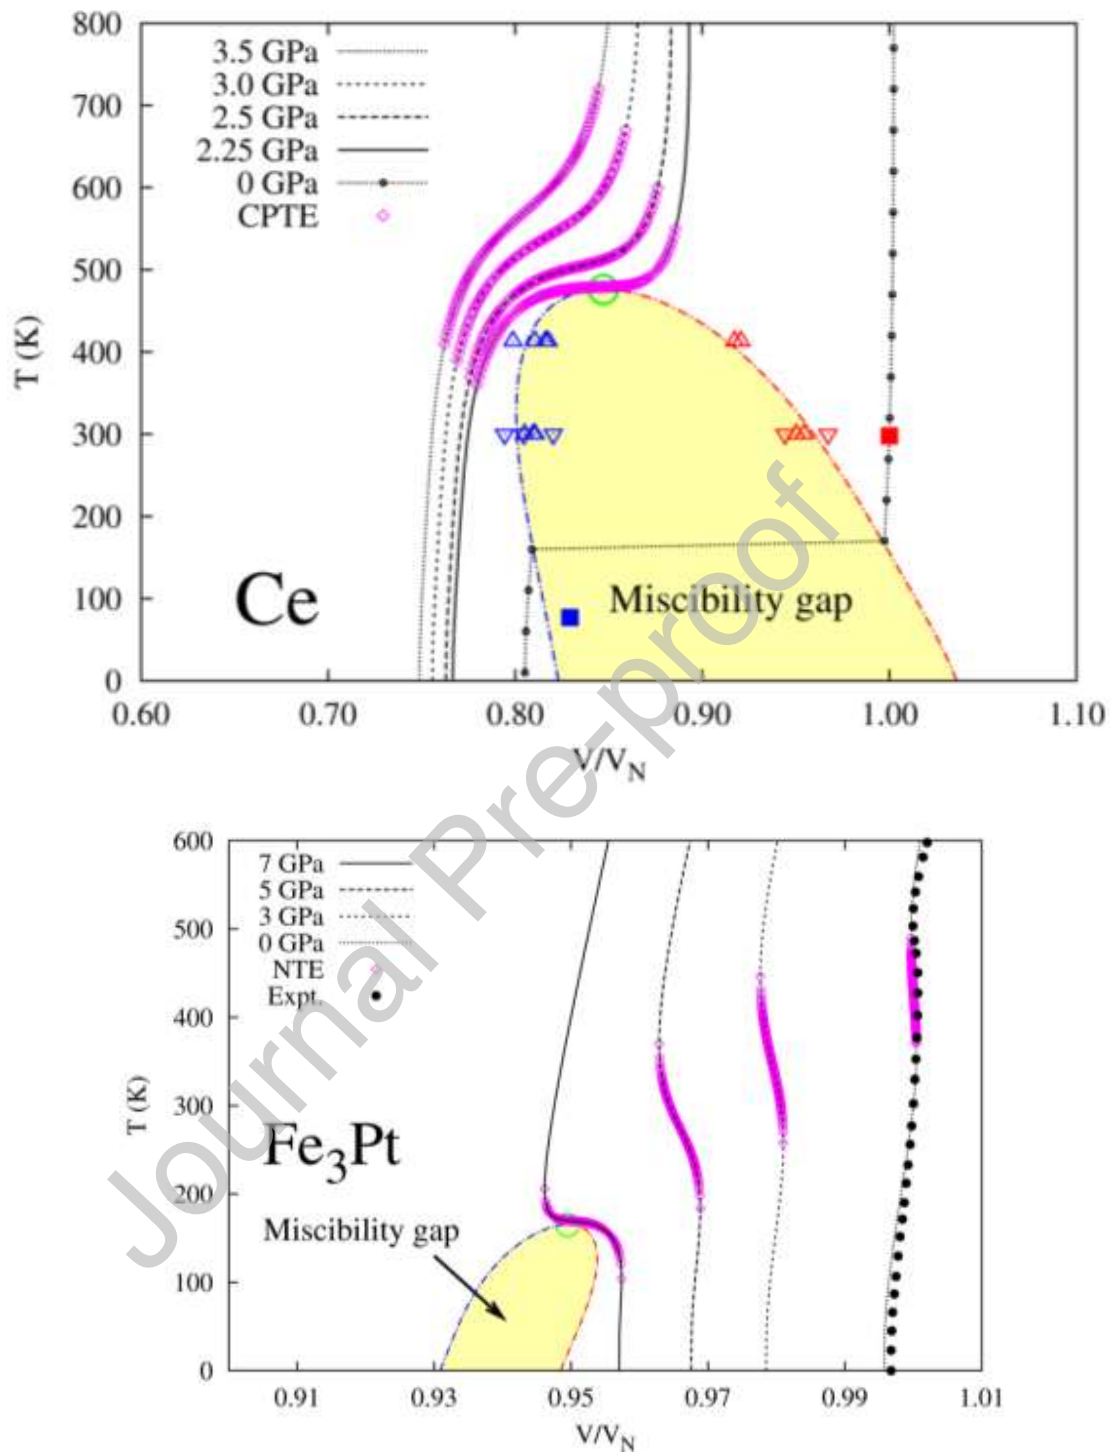 800
700
600
500
400
300
200
100
0
T (K)
3.5 GPa
3.0 GPa
2.5 GPa
2.25 GPa
0 GPa
CPTE
Ce
Miscibility gap
0.60 0.70 0.80 0.90 1.00 1.10
V/V_N
Journal Pre-proof
600
500
400
300
200
100
0
T (K)
7 GPa
5 GPa
3 GPa
0 GPa
NTE
Expt.
Fe₃Pt
Miscibility gap
0.91 0.93 0.95 0.97 0.99 1.01
V/V_N